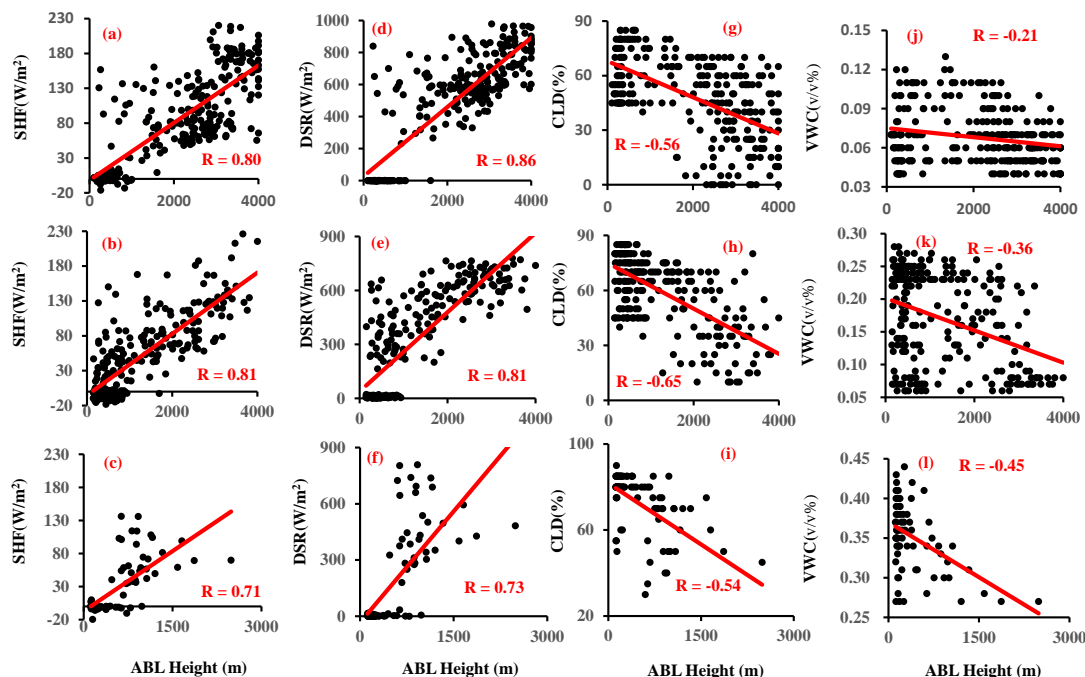 (a)
SHF(W/m²)
230
180
130
80
30
-20
R = 0.80
0 2000 4000
(d)
DSR(W/m²)
1000
800
600
400
200
0
R = 0.86
0 2000 4000
(g)
CLD(%)
90
60
30
0
R = -0.56
0 2000 4000
(j)
R = -0.21
VWC(v/v%)
0.15
0.12
0.09
0.06
0.03
0 2000 4000
(b)
SHF(W/m²)
230
180
130
80
30
-20
R = 0.81
0 2000 4000
(e)
DSR(W/m²)
900
600
300
0
R = 0.81
0 2000 4000
(h)
CLD(%)
90
60
30
0
R = -0.65
0 2000 4000
(k)
R = -0.36
VWC(v/v%)
0.30
0.25
0.20
0.15
0.10
0.05
0 2000 4000
(c)
SHF(W/m²)
230
180
130
80
30
-20
R = 0.71
0 1500 3000
ABL Height (m)
(f)
DSR(W/m²)
900
600
300
0
R = 0.73
0 1500 3000
ABL Height (m)
(i)
CLD(%)
100
60
20
R = -0.54
0 1500 3000
ABL Height (m)
(l)
R = -0.45
VWC(v/v%)
0.45
0.40
0.35
0.30
0.25
0 1500 3000
ABL Height (m)